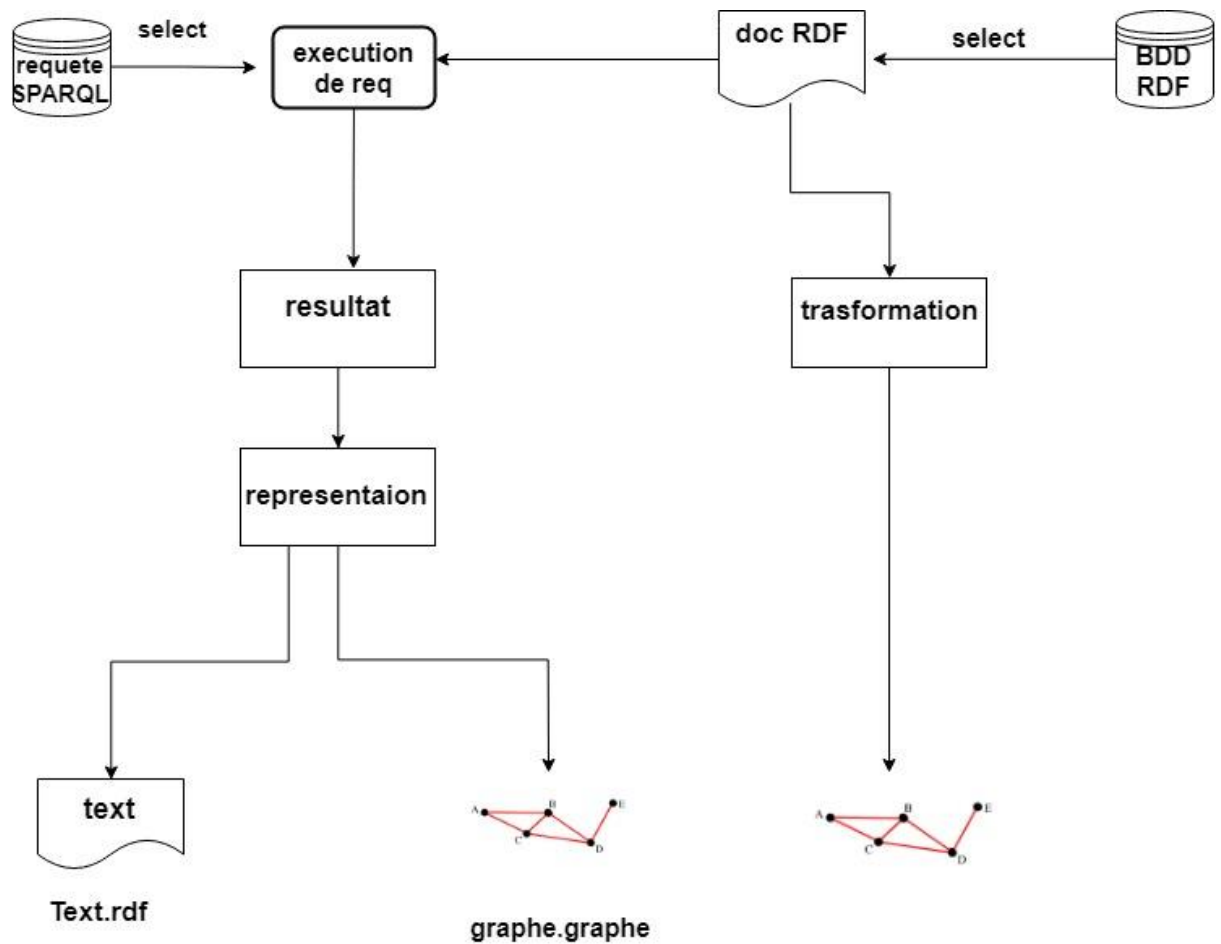 select
requete
SPARQL
execution
de req
doc RDF
select
BDD
RDF
resultat
trasformation
representaion
text
Text.rdf
A
B
C
D
E
graphe.graphe
A
B
C
D
E